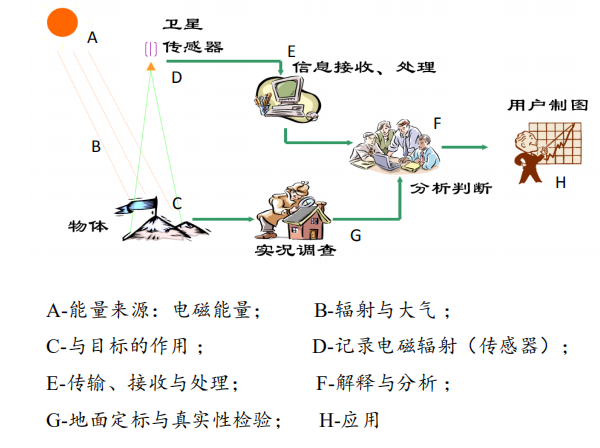 A
卫星
传感器
D
E
信息接收、处理
F
用户制图
H
B
分析判断
C
物体
G
实况调查
A-能量来源：电磁能量； B-辐射与大气；
C-与目标的作用； D-记录电磁辐射（传感器）；
E-传输、接收与处理； F-解释与分析；
G-地面定标与真实性检验； H-应用